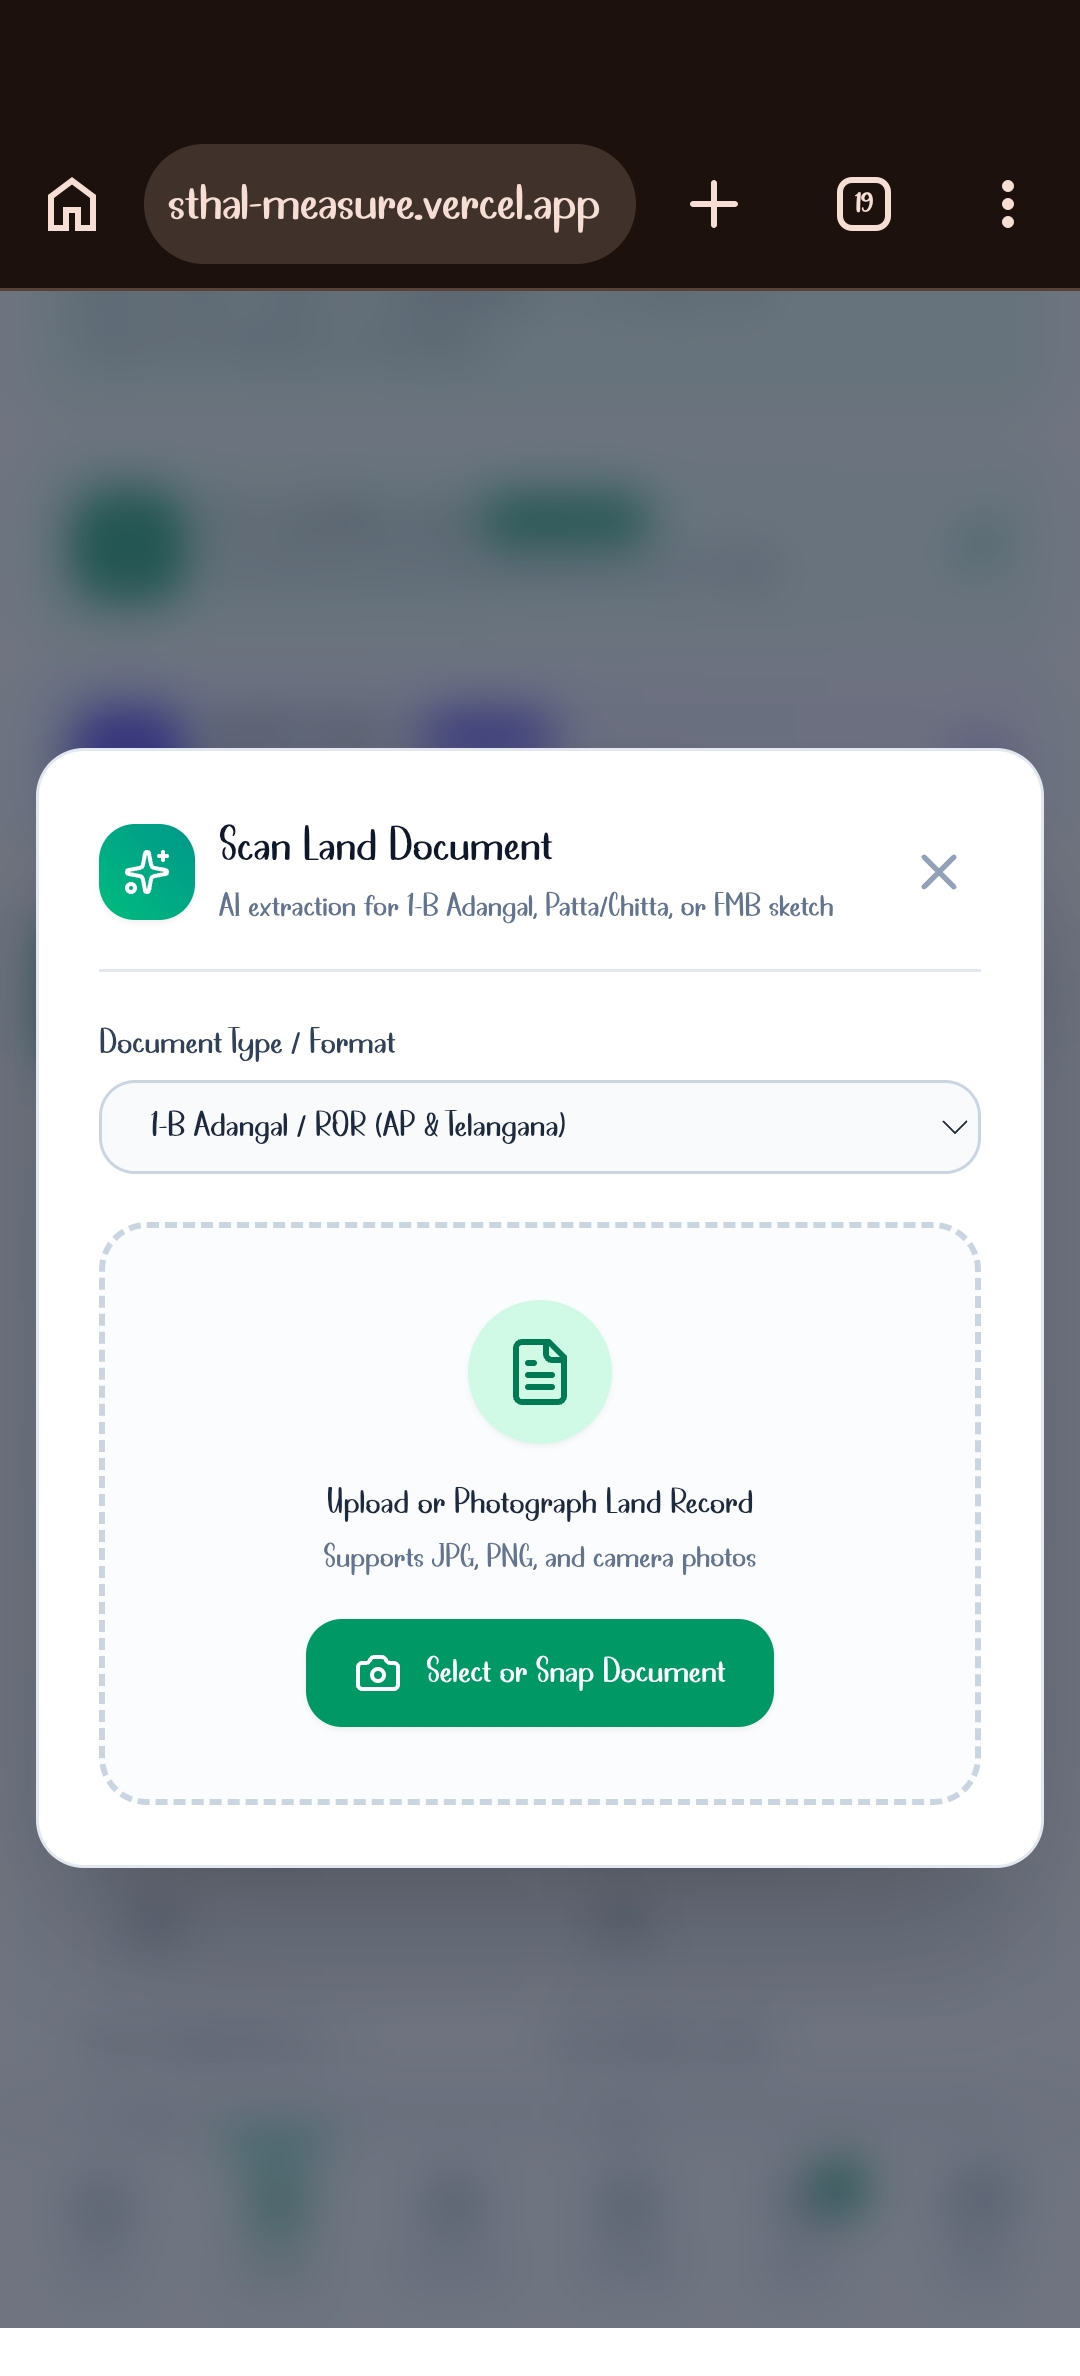 sthal-measure.vercel.app
19
Scan Land Document
AI extraction for 1-B Adangal, Patta/Chitta, or FMB sketch
Document Type / Format
1-B Adangal / ROR (AP & Telangana)
Upload or Photograph Land Record
Supports JPG, PNG, and camera photos
Select or Snap Document